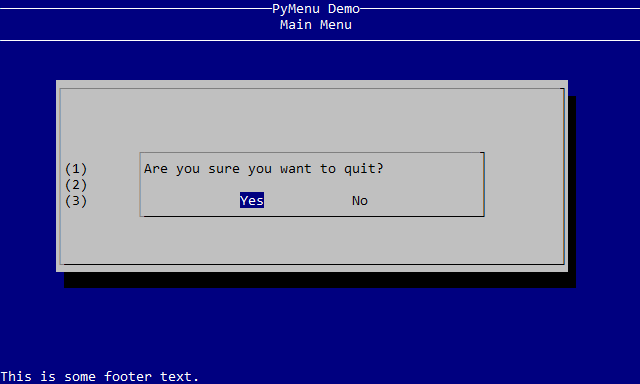 PyMenu Demo
Main Menu
(1) Are you sure you want to quit?
(2)
(3) Yes No
This is some footer text.